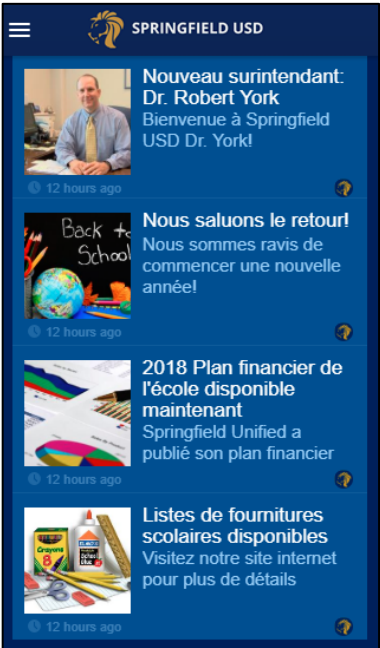 SPRINGFIELD USD
Nouveau surintendant:
Dr. Robert York
Bienvenue à Springfield
USD Dr. York!
12 hours ago
Back to
School
Nous saluons le retour!
Nous sommes ravis de
commencer une nouvelle
année!
12 hours ago
2018 Plan financier de
l'école disponible
maintenant
Springfield Unified a
publié son plan financier
12 hours ago
Crayons
8
ELMER'S
School
Glue
Listes de fournitures
scolaires disponibles
Visitez notre site internet
pour plus de détails
12 hours ago